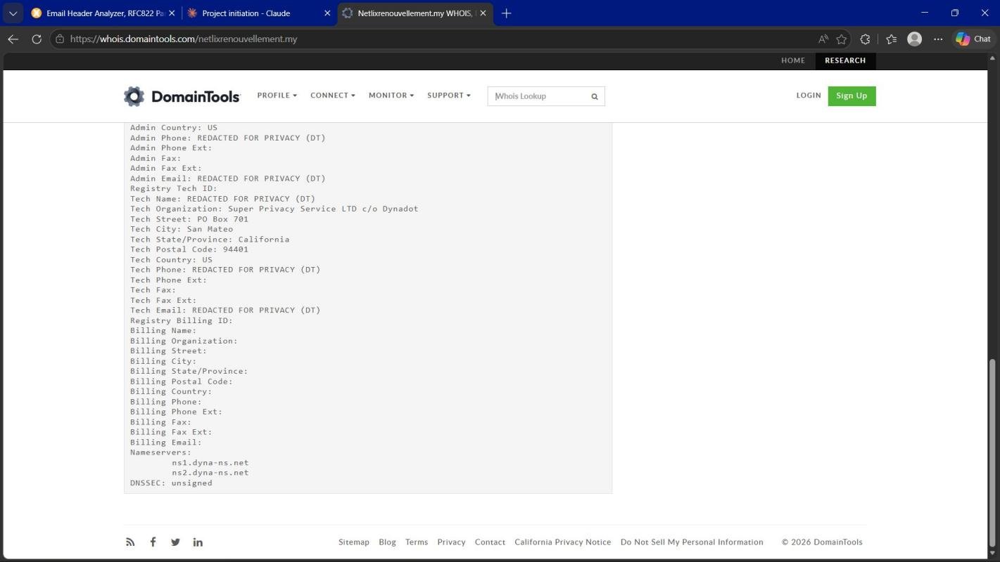 Email Header Analyzer, RFC822 Pa
Project initiation - Claude
Netlixrenouvellement.my WHOIS,
https://whois.domaintools.com/netlixrenouvellement.my
Chat
HOME
RESEARCH
DomainTools
PROFILE
CONNECT
MONITOR
SUPPORT
Whois Lookup
LOGIN
Sign Up
Admin Country: US
Admin Phone: REDACTED FOR PRIVACY (DT)
Admin Phone Ext:
Admin Fax:
Admin Fax Ext:
Admin Email: REDACTED FOR PRIVACY (DT)
Registry Tech ID:
Tech Name: REDACTED FOR PRIVACY (DT)
Tech Organization: Super Privacy Service LTD c/o Dynadot
Tech Street: PO Box 701
Tech City: San Mateo
Tech State/Province: California
Tech Postal Code: 94401
Tech Country: US
Tech Phone: REDACTED FOR PRIVACY (DT)
Tech Phone Ext:
Tech Fax:
Tech Fax Ext:
Tech Email: REDACTED FOR PRIVACY (DT)
Registry Billing ID:
Billing Name:
Billing Organization:
Billing Street:
Billing City:
Billing State/Province:
Billing Postal Code:
Billing Country:
Billing Phone:
Billing Phone Ext:
Billing Fax:
Billing Fax Ext:
Billing Email:
Nameservers:
ns1.dyna-ns.net
ns2.dyna-ns.net
DNSSEC: unsigned
Sitemap Blog Terms Privacy Contact California Privacy Notice Do Not Sell My Personal Information © 2026 DomainTools